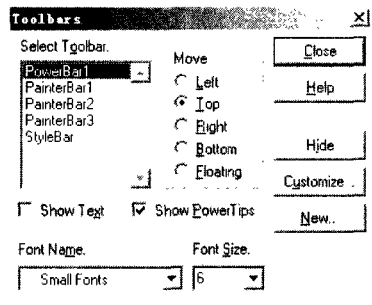 Toolbars
Select Tgolbar.
PowerBar1
PainterBar1
PainterBar2
PainterBar3
StyleBar
Move
Left
Top
Right
Bottom
Floating
Close
Help
Hide
Customize .
New..
Show Text
Show PowerTips
Font Name.
Small Fonts
Font Size.
6